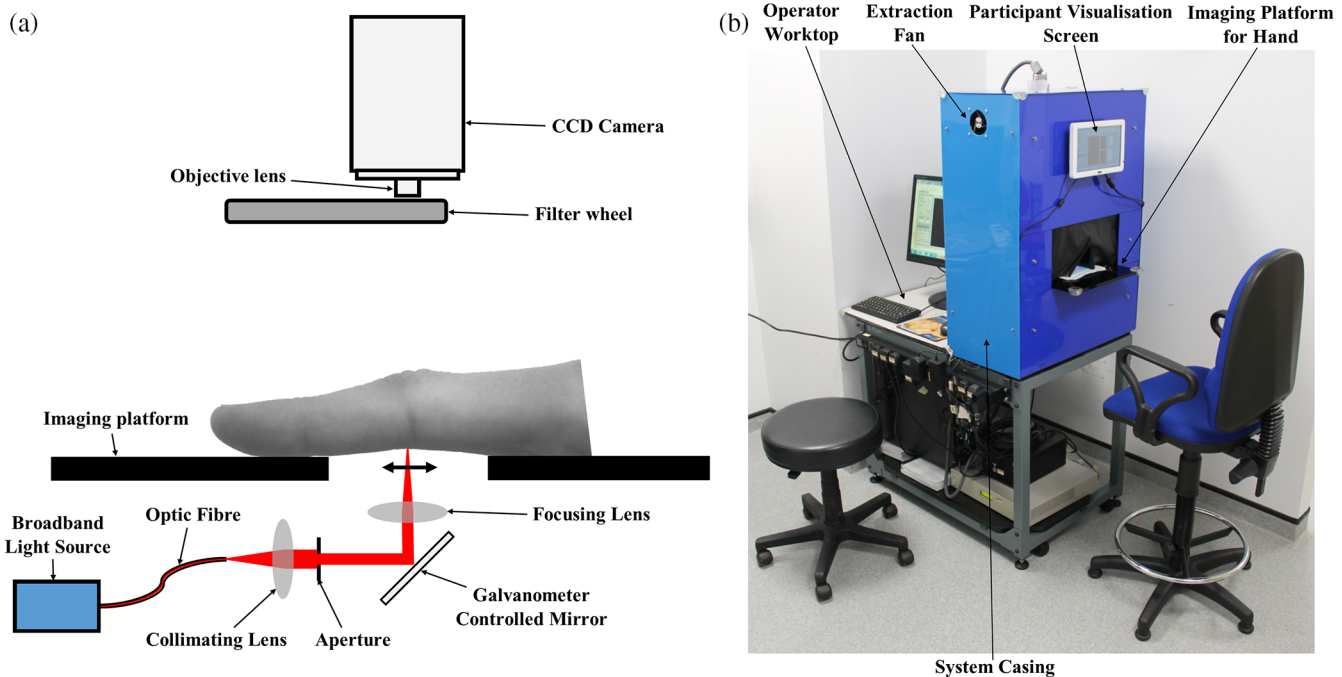 (a)
CCD Camera
Objective lens
Filter wheel
Imaging platform
Optic Fibre
Broadband
Light Source
Focusing Lens
Galvanometer
Controlled Mirror
Collimating Lens
Aperture
(b)
Operator
Worktop
Extraction
Fan
Participant Visualisation
Screen
Imaging Platform
for Hand
System Casing